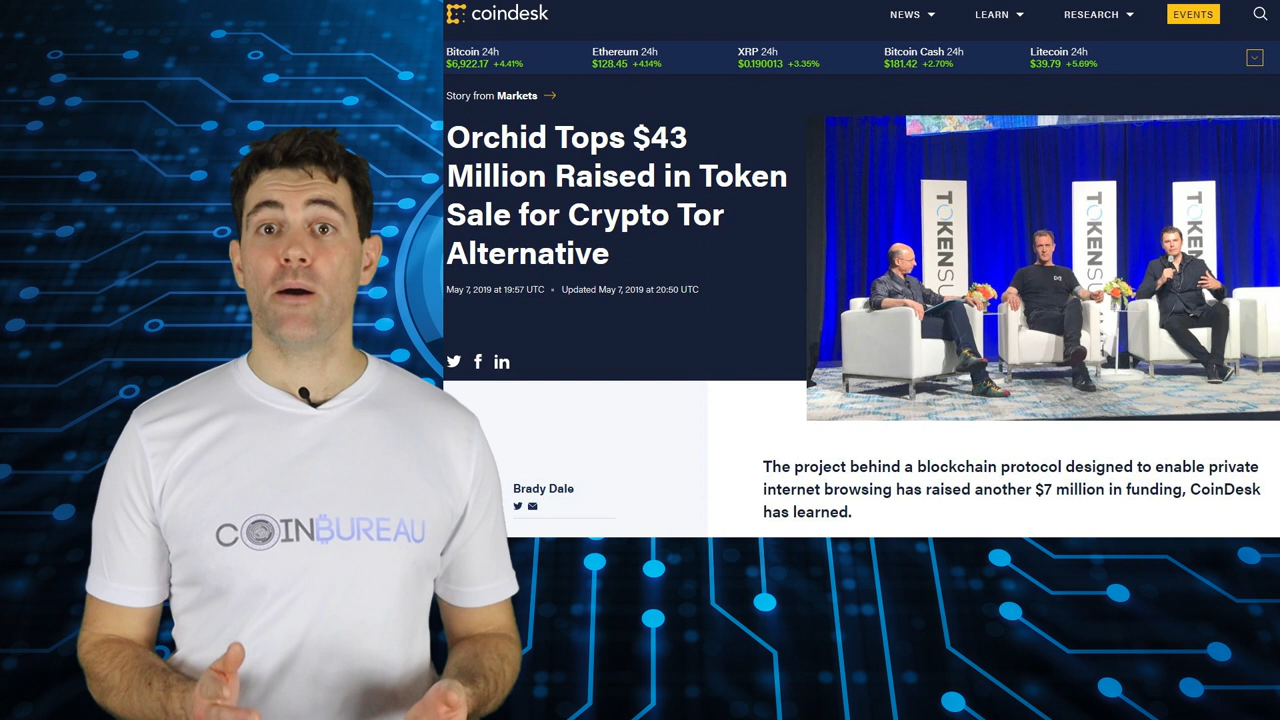 coindesk
NEWS LEARN RESEARCH EVENTS
Bitcoin 24h Ethereum 24h XRP 24h Bitcoin Cash 24h Litecoin 24h
$6,922.17 +4.41% $128.45 +4.14% $0.190013 +3.35% $181.42 +2.70% $39.79 +5.69%
Story from Markets
Orchid Tops $43
Million Raised in Token
Sale for Crypto Tor
Alternative
May 7, 2019 at 19:57 UTC Updated May 7, 2019 at 20:50 UTC
TOKENSU
TOKENSU
TOKENS
Brady Dale
The project behind a blockchain protocol designed to enable private
internet browsing has raised another $7 million in funding, CoinDesk
has learned.
COINBUREAU